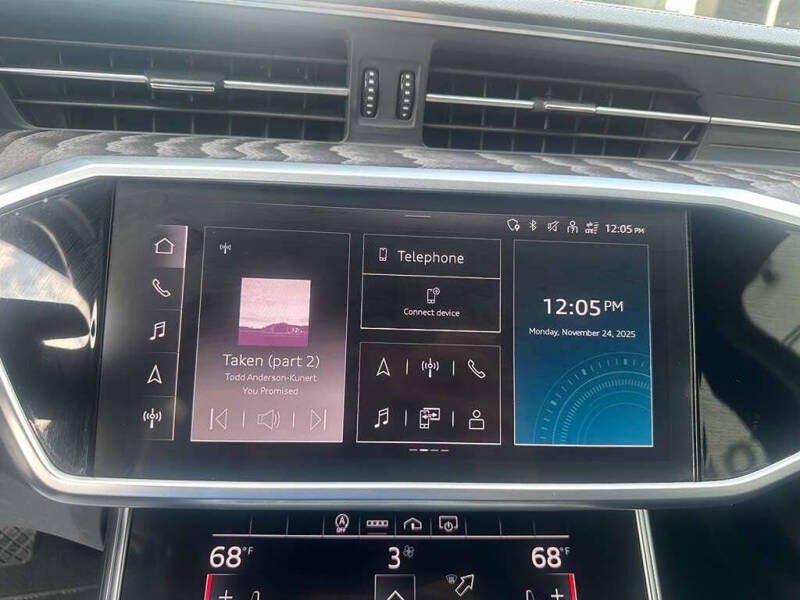 12:05 PM
Telephone
Connect device
Taken (part 2)
Todd Anderson-Kunert
You Promised
12:05 PM
Monday, November 24, 2025
A
OFF
68°F
3
68°F